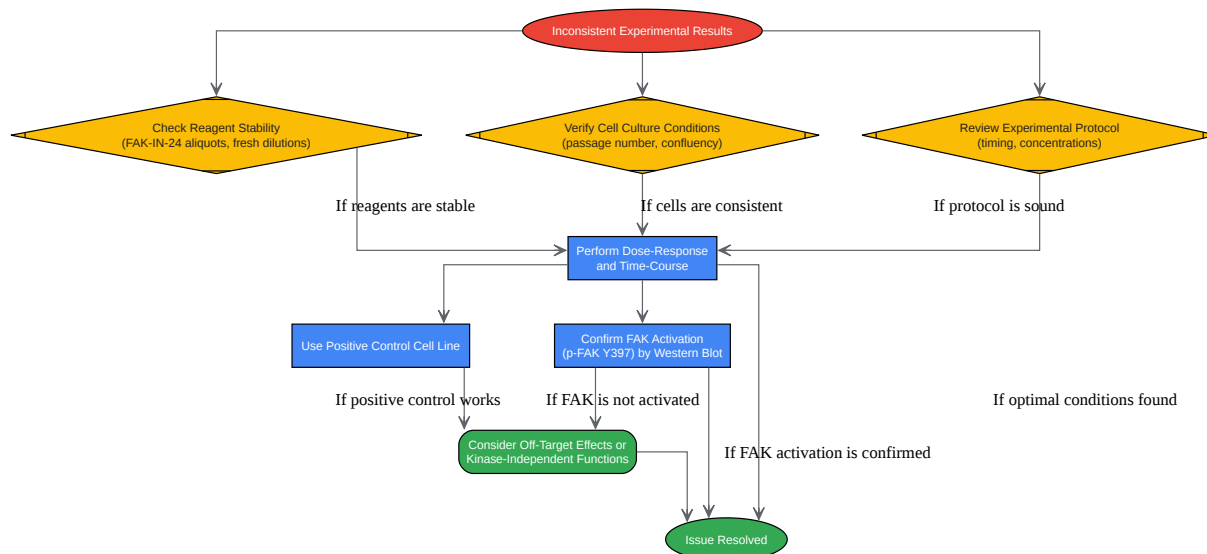 Inconsistent Experimental Results
Check Reagent Stability
(FAK-IN-24 aliquots, fresh dilutions)
Verify Cell Culture Conditions
(passage number, confluency)
Review Experimental Protocol
(timing, concentrations)
If reagents are stable
If cells are consistent
If protocol is sound
Perform Dose-Response
and Time-Course
Use Positive Control Cell Line
Confirm FAK Activation
(p-FAK Y397) by Western Blot
If positive control works
If FAK is not activated
If optimal conditions found
Consider Off-Target Effects or
Kinase-Independent Functions
If FAK activation is confirmed
Issue Resolved